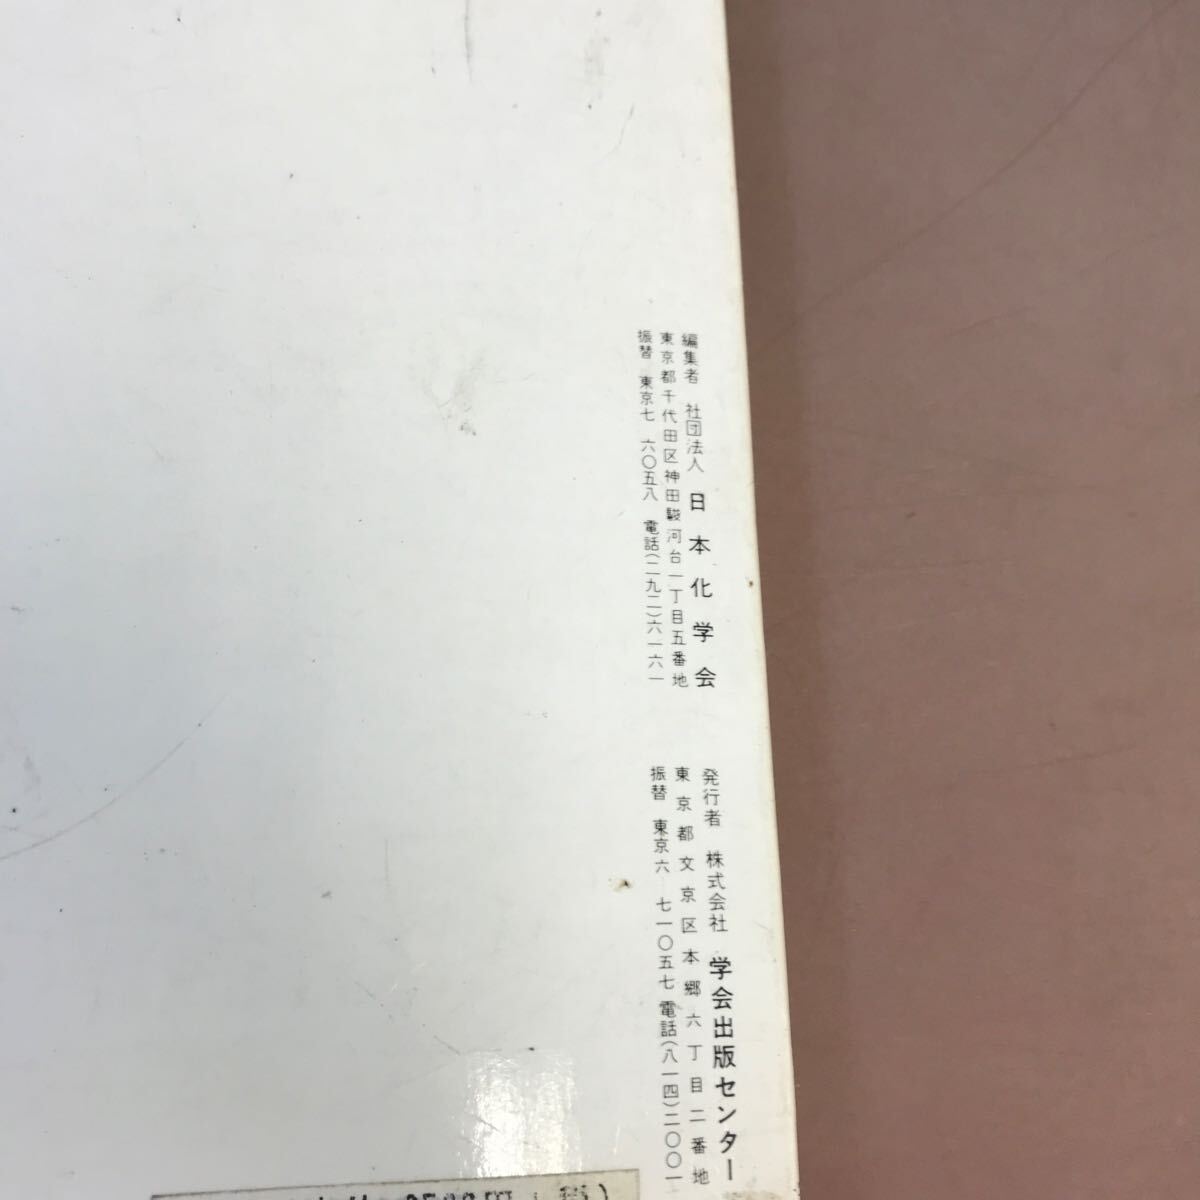 編集者 社団法人 日本化学会
東京都千代田区神田駿河台一丁目五番地
振替 東京七 六〇五八 電話(二九二)六一六一
発行者 株式会社 学会出版センター
東京都文京区本郷六丁目二番地
振替 東京六 七一〇五七 電話(八一四)二〇〇一